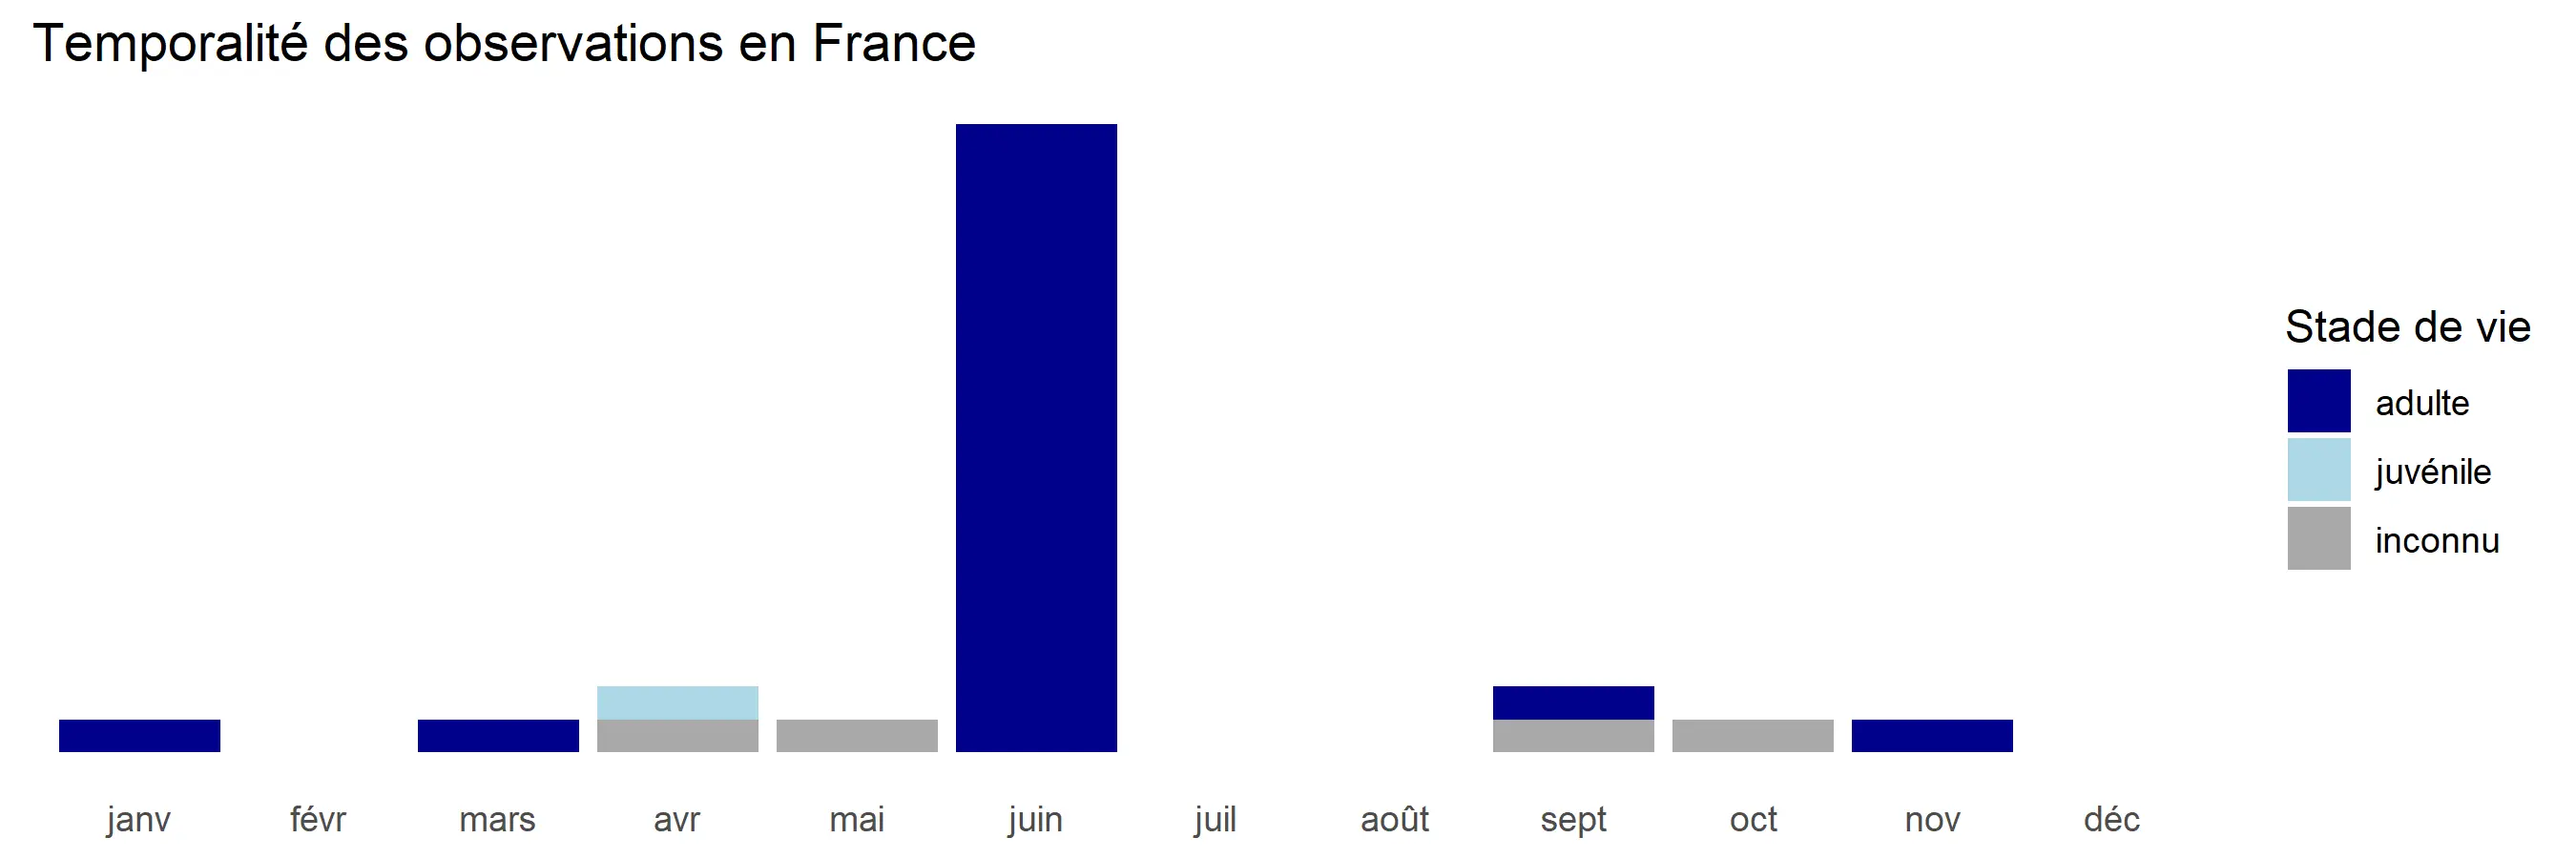 Temporalité des observations en France
Stade de vie
adulte
juvénile
inconnu
janv févr mars avr mai juin juil août sept oct nov déc